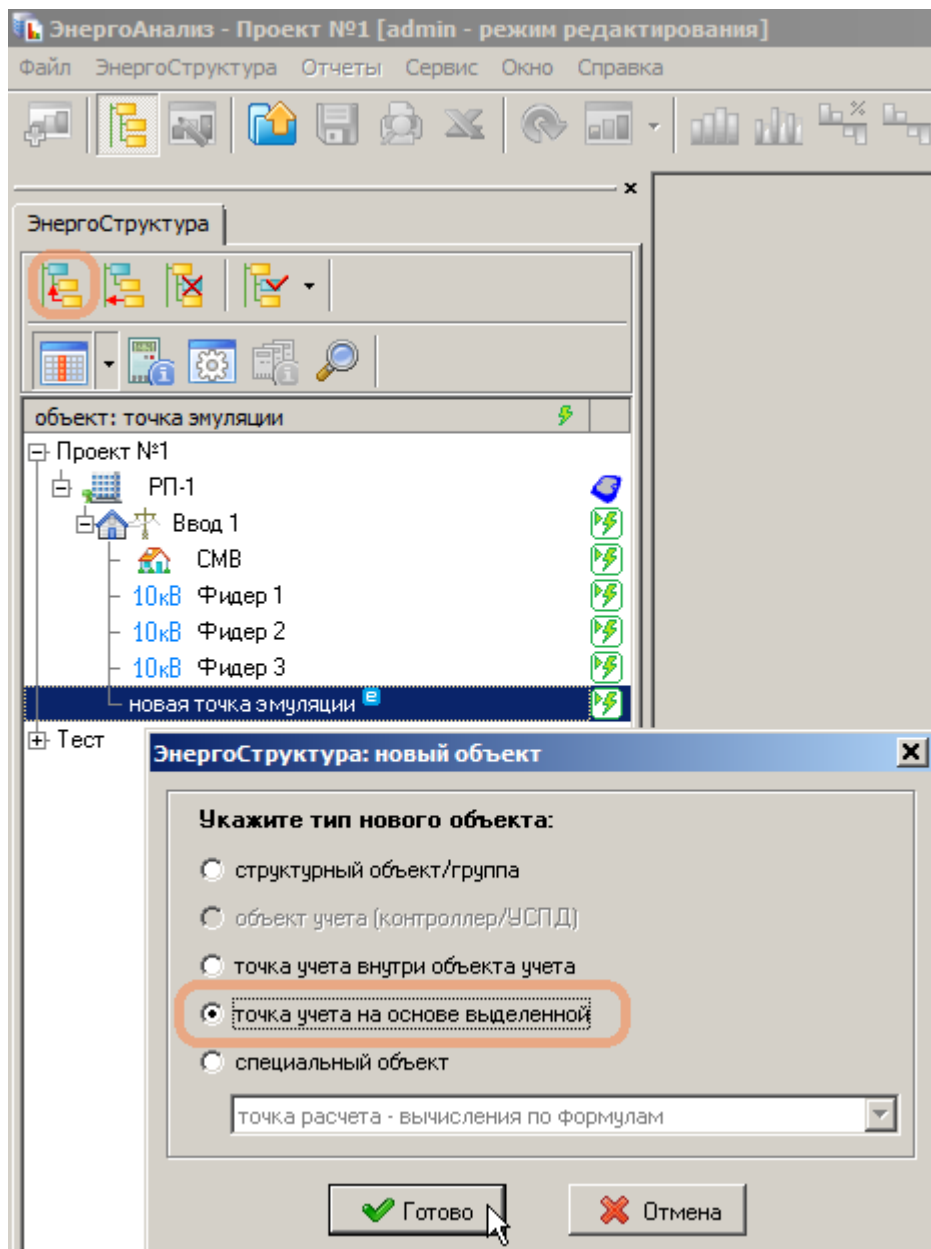 ЭнергоАнализ - Проект №1 [admin - режим редактирования]
Файл ЭнергоСтруктура Отчеты Сервис Окно Справка
%
ЭнергоСтруктура
объект: точка эмуляции
Проект №1
РП-1
Ввод 1
СМВ
10кВ Фидер 1
10кВ Фидер 2
10кВ Фидер 3
новая точка эмуляции e
Тест
ЭнергоСтруктура: новый объект
Укажите тип нового объекта:
структурный объект/группа
объект учета (контроллер/УСПД)
точка учета внутри объекта учета
точка учета на основе выделенной
специальный объект
точка расчета - вычисления по формулам
Готово Отмена